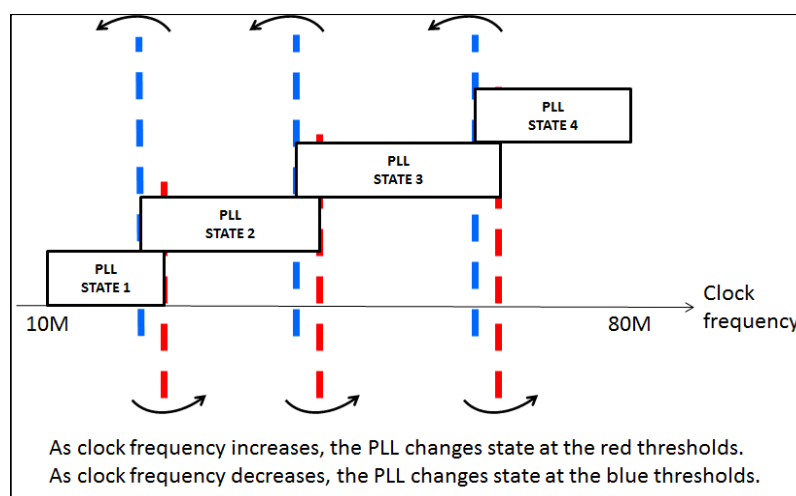 PLL
STATE 4
PLL
STATE 3
PLL
STATE 2
PLL
STATE 1
10M
80M
Clock
frequency
As clock frequency increases, the PLL changes state at the red thresholds.
As clock frequency decreases, the PLL changes state at the blue thresholds.